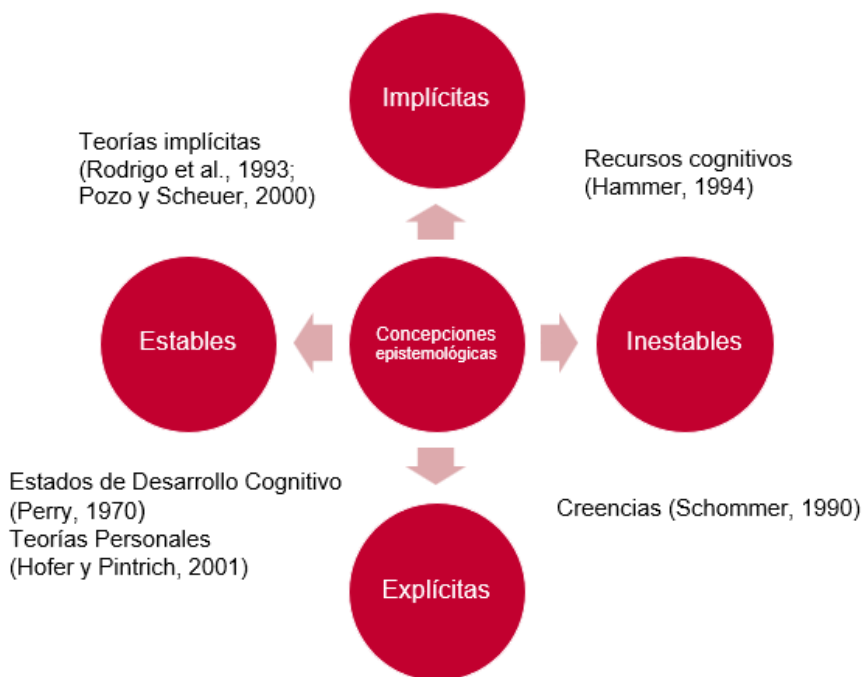 Implícitas
Teorías implícitas
(Rodrigo et al., 1993;
Pozo y Scheuer, 2000)
Recursos cognitivos
(Hammer, 1994)
Estables
Concepciones
epistemológicas
Inestables
Estados de Desarrollo Cognitivo
(Perry, 1970)
Teorías Personales
(Hofer y Pintrich, 2001)
Creencias (Schommer, 1990)
Explícitas